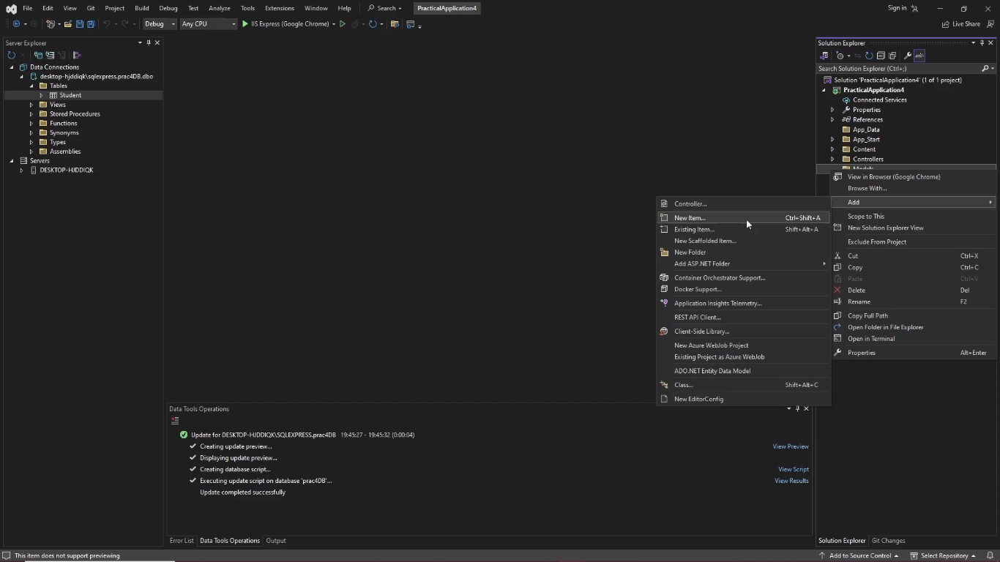 File Edit View Git Project Build Debug Test Analyze Tools Extensions Window Help Search PracticalApplication4 Sign in
Debug Any CPU IIS Express (Google Chrome) Live Share
Server Explorer
Data Connections
desktop-hjddiqk\sqlexpress.prac4DB.dbo
Tables
Student
Views
Stored Procedures
Functions
Synonyms
Types
Assemblies
Servers
DESKTOP-HJDDIQK
Solution Explorer
Search Solution Explorer (Ctrl+;)
Solution 'PracticalApplication4' (1 of 1 project)
PracticalApplication4
Connected Services
Properties
References
App_Data
App_Start
Content
Controllers
Models
View in Browser (Google Chrome)
Browse With...
Add
Scope to This
New Solution Explorer View
Exclude From Project
Cut Ctrl+X
Copy Ctrl+C
Paste Ctrl+V
Delete Del
Rename F2
Copy Full Path
Open Folder in File Explorer
Open in Terminal
Properties Alt+Enter
Controller...
New Item... Ctrl+Shift+A
Existing Item... Shift+Alt+A
New Scaffolded Item...
New Folder
Add ASP.NET Folder
Container Orchestrator Support...
Docker Support...
Application Insights Telemetry...
REST API Client...
Client-Side Library...
New Azure WebJob Project
Existing Project as Azure WebJob
ADO.NET Entity Data Model
Class... Shift+Alt+C
New EditorConfig
Data Tools Operations
Update for DESKTOP-HJDDIQK\SQLEXPRESS.prac4DB 19:45:27 - 19:45:32 (0:00:04)
Creating update preview... View Preview
Displaying update preview...
Creating database script... View Script
Executing update script on database 'prac4DB'... View Results
Update completed successfully
Error List Data Tools Operations Output
Solution Explorer Git Changes
This item does not support previewing Add to Source Control Select Repository